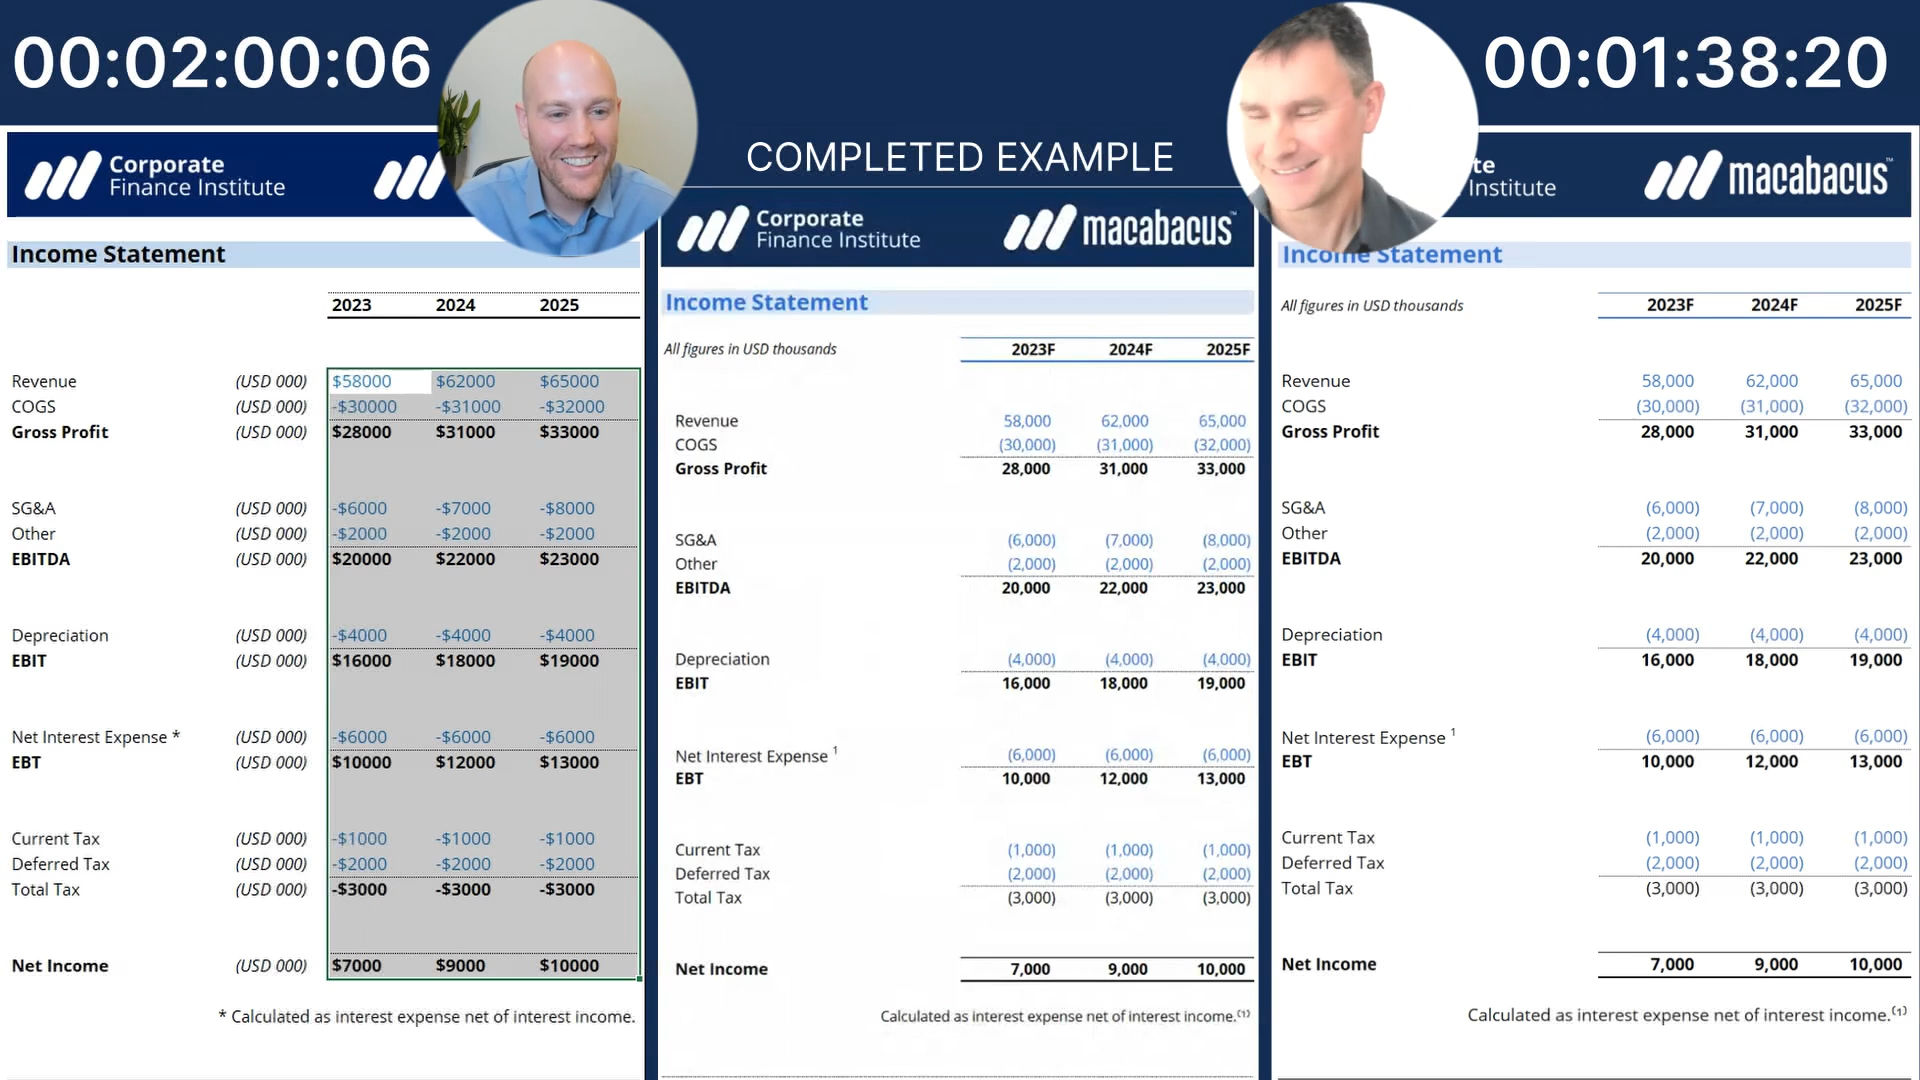 00:02:00:06
00:01:38:20
COMPLETED EXAMPLE
Corporate
Finance Institute
Income Statement
2023 2024 2025
Revenue (USD 000) $58000 $62000 $65000
COGS (USD 000) -$30000 -$31000 -$32000
Gross Profit (USD 000) $28000 $31000 $33000
SG&A (USD 000) -$6000 -$7000 -$8000
Other (USD 000) -$2000 -$2000 -$2000
EBITDA (USD 000) $20000 $22000 $23000
Depreciation (USD 000) -$4000 -$4000 -$4000
EBIT (USD 000) $16000 $18000 $19000
Net Interest Expense * (USD 000) -$6000 -$6000 -$6000
EBT (USD 000) $10000 $12000 $13000
Current Tax (USD 000) -$1000 -$1000 -$1000
Deferred Tax (USD 000) -$2000 -$2000 -$2000
Total Tax (USD 000) -$3000 -$3000 -$3000
Net Income (USD 000) $7000 $9000 $10000
* Calculated as interest expense net of interest income.
Corporate
Finance Institute
macabacus™
Income Statement
All figures in USD thousands 2023F 2024F 2025F
Revenue 58,000 62,000 65,000
COGS (30,000) (31,000) (32,000)
Gross Profit 28,000 31,000 33,000
SG&A (6,000) (7,000) (8,000)
Other (2,000) (2,000) (2,000)
EBITDA 20,000 22,000 23,000
Depreciation (4,000) (4,000) (4,000)
EBIT 16,000 18,000 19,000
Net Interest Expense ¹ (6,000) (6,000) (6,000)
EBT 10,000 12,000 13,000
Current Tax (1,000) (1,000) (1,000)
Deferred Tax (2,000) (2,000) (2,000)
Total Tax (3,000) (3,000) (3,000)
Net Income 7,000 9,000 10,000
Calculated as interest expense net of interest income.⁽¹⁾
te
Institute
macabacus™
Income Statement
All figures in USD thousands 2023F 2024F 2025F
Revenue 58,000 62,000 65,000
COGS (30,000) (31,000) (32,000)
Gross Profit 28,000 31,000 33,000
SG&A (6,000) (7,000) (8,000)
Other (2,000) (2,000) (2,000)
EBITDA 20,000 22,000 23,000
Depreciation (4,000) (4,000) (4,000)
EBIT 16,000 18,000 19,000
Net Interest Expense ¹ (6,000) (6,000) (6,000)
EBT 10,000 12,000 13,000
Current Tax (1,000) (1,000) (1,000)
Deferred Tax (2,000) (2,000) (2,000)
Total Tax (3,000) (3,000) (3,000)
Net Income 7,000 9,000 10,000
Calculated as interest expense net of interest income.⁽¹⁾